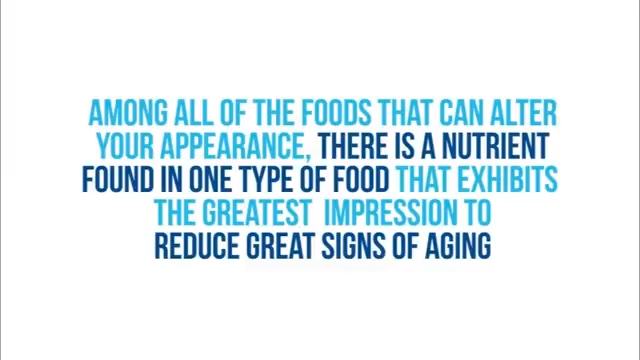 AMONG ALL OF THE FOODS THAT CAN ALTER
YOUR APPEARANCE, THERE IS A NUTRIENT
FOUND IN ONE TYPE OF FOOD THAT EXHIBITS
THE GREATEST IMPRESSION TO
REDUCE GREAT SIGNS OF AGING